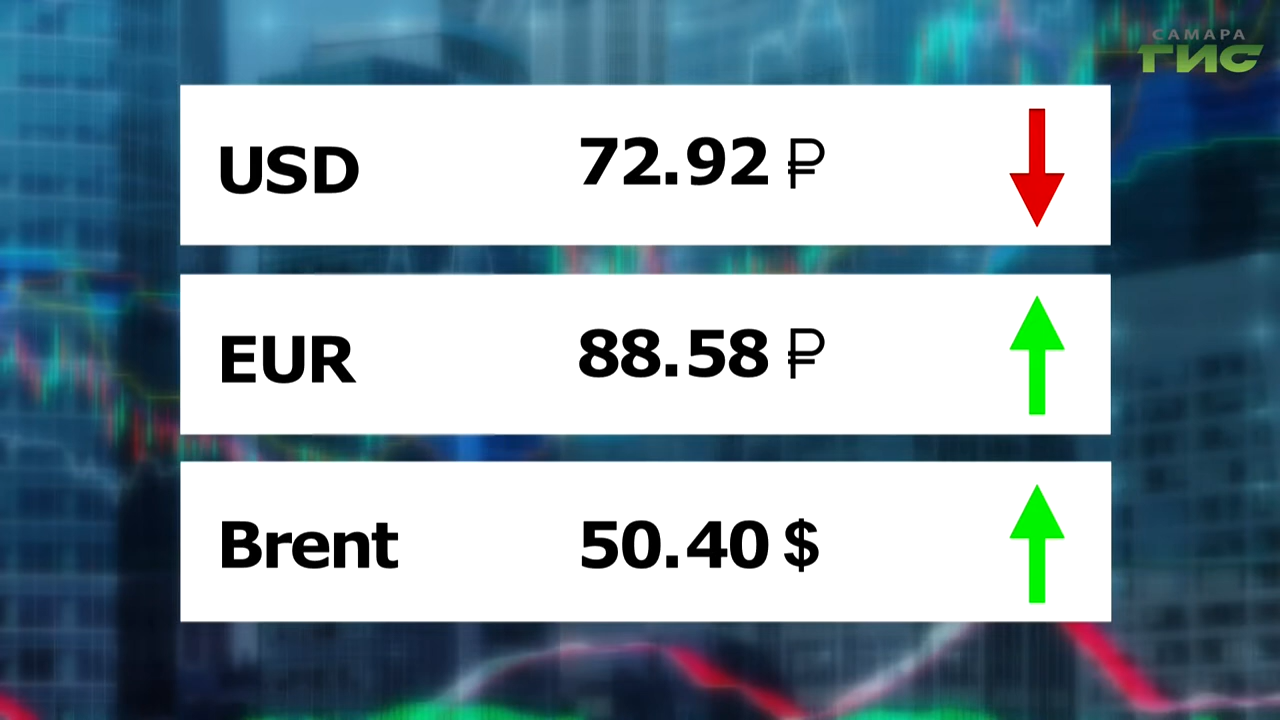 САМАРА
ГИС
USD 72.92 ₽
EUR 88.58 ₽
Brent 50.40 $